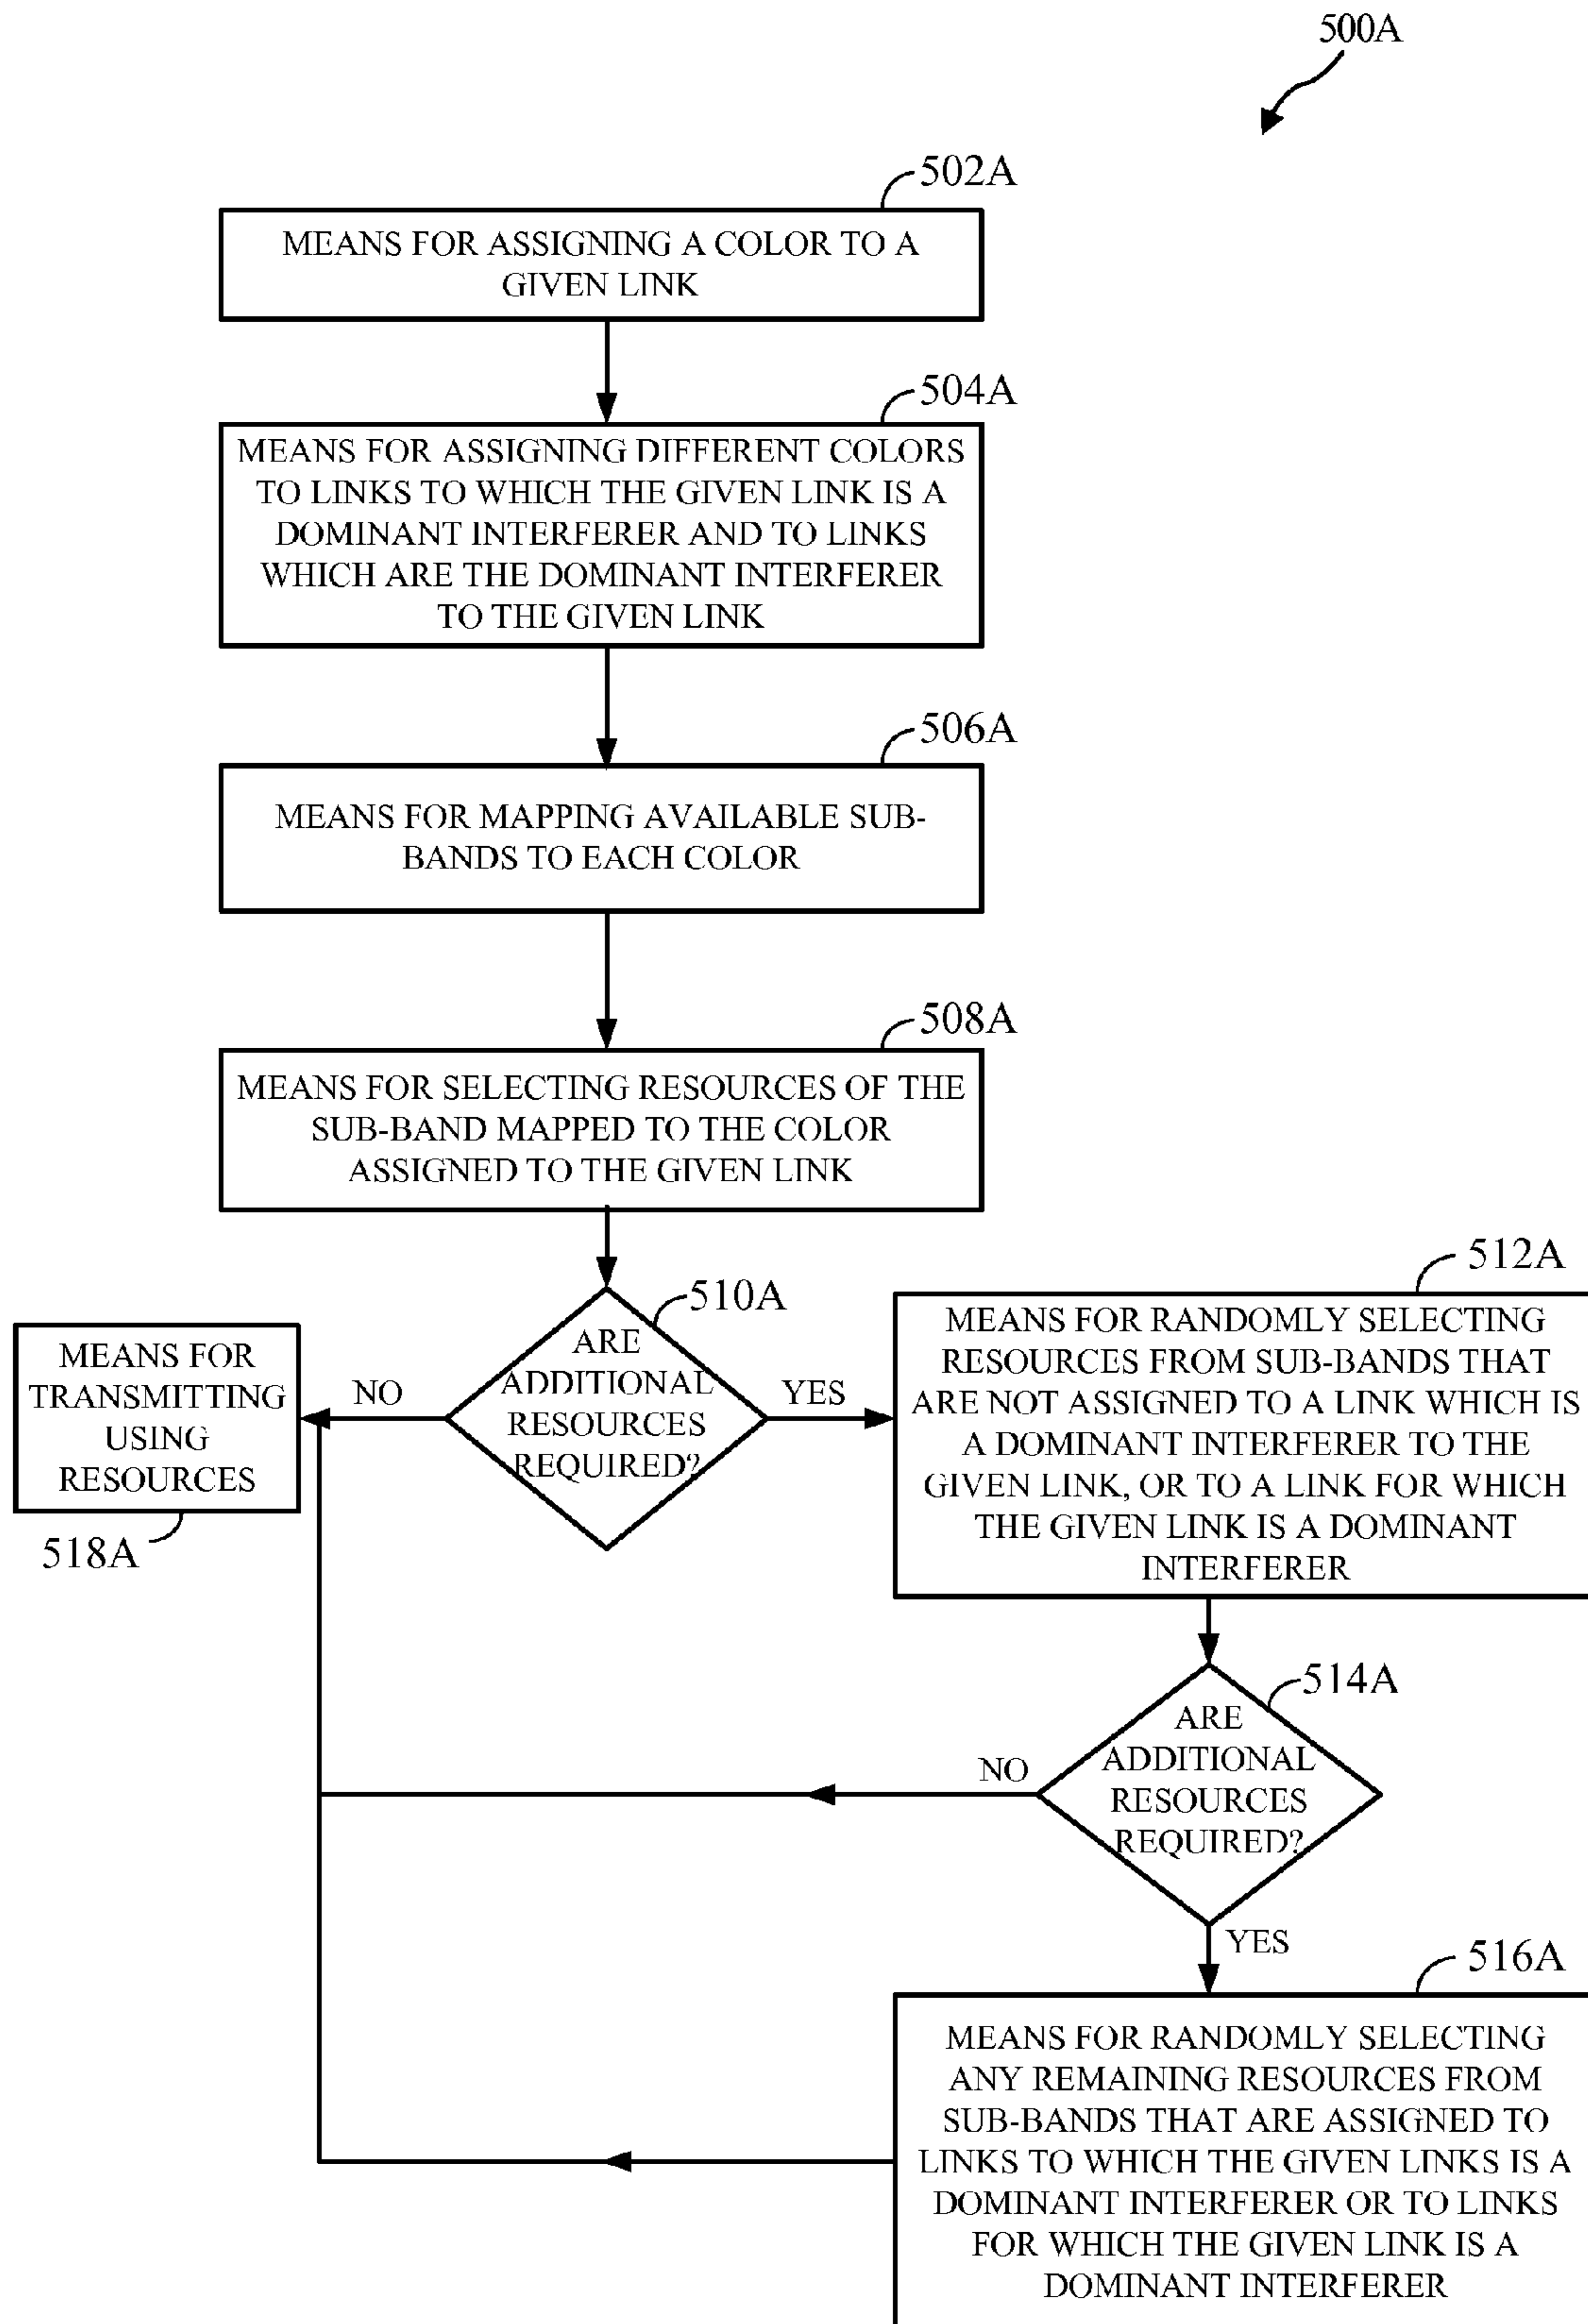 500A
502A
MEANS FOR ASSIGNING A COLOR TO A
GIVEN LINK
504A
MEANS FOR ASSIGNING DIFFERENT COLORS
TO LINKS TO WHICH THE GIVEN LINK IS A
DOMINANT INTERFERER AND TO LINKS
WHICH ARE THE DOMINANT INTERFERER
TO THE GIVEN LINK
506A
MEANS FOR MAPPING AVAILABLE SUB-
BANDS TO EACH COLOR
508A
MEANS FOR SELECTING RESOURCES OF THE
SUB-BAND MAPPED TO THE COLOR
ASSIGNED TO THE GIVEN LINK
510A
ARE
ADDITIONAL
RESOURCES
REQUIRED?
NO
YES
MEANS FOR
TRANSMITTING
USING
RESOURCES
518A
512A
MEANS FOR RANDOMLY SELECTING
RESOURCES FROM SUB-BANDS THAT
ARE NOT ASSIGNED TO A LINK WHICH IS
A DOMINANT INTERFERER TO THE
GIVEN LINK, OR TO A LINK FOR WHICH
THE GIVEN LINK IS A DOMINANT
INTERFERER
514A
ARE
ADDITIONAL
RESOURCES
REQUIRED?
NO
YES
516A
MEANS FOR RANDOMLY SELECTING
ANY REMAINING RESOURCES FROM
SUB-BANDS THAT ARE ASSIGNED TO
LINKS TO WHICH THE GIVEN LINKS IS A
DOMINANT INTERFERER OR TO LINKS
FOR WHICH THE GIVEN LINK IS A
DOMINANT INTERFERER